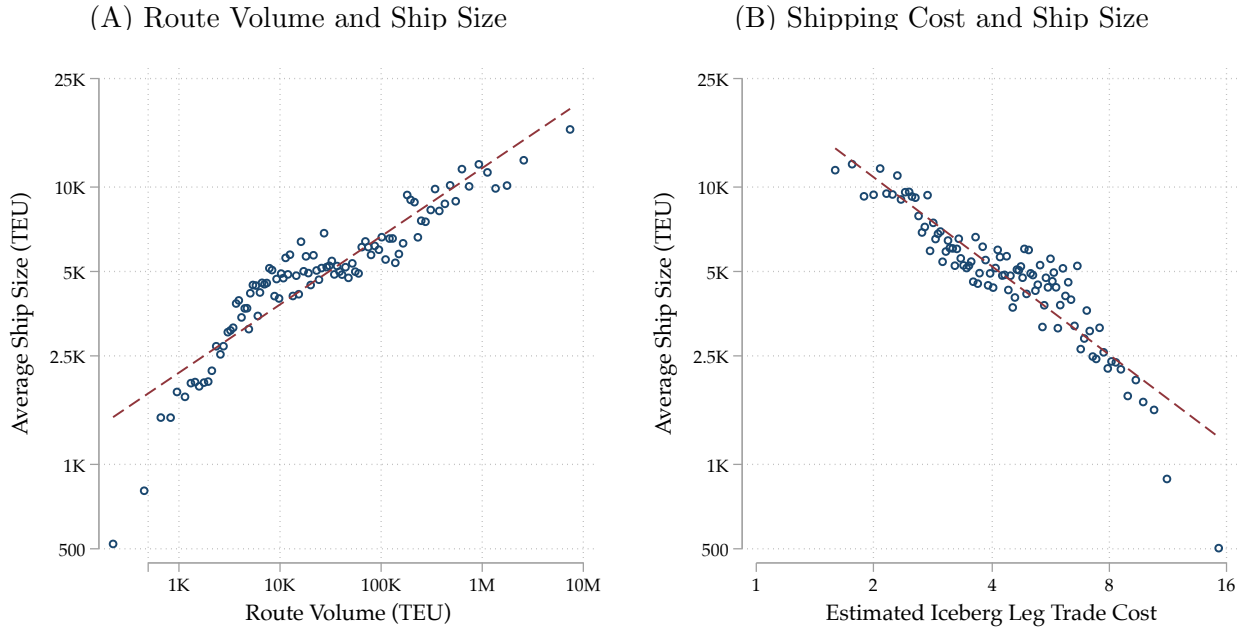 (A) Route Volume and Ship Size
25K
10K
5K
2.5K
1K
500
Average Ship Size (TEU)
1K 10K 100K 1M 10M
Route Volume (TEU)
(B) Shipping Cost and Ship Size
25K
10K
5K
2.5K
1K
500
Average Ship Size (TEU)
1 2 4 8 16
Estimated Iceberg Leg Trade Cost